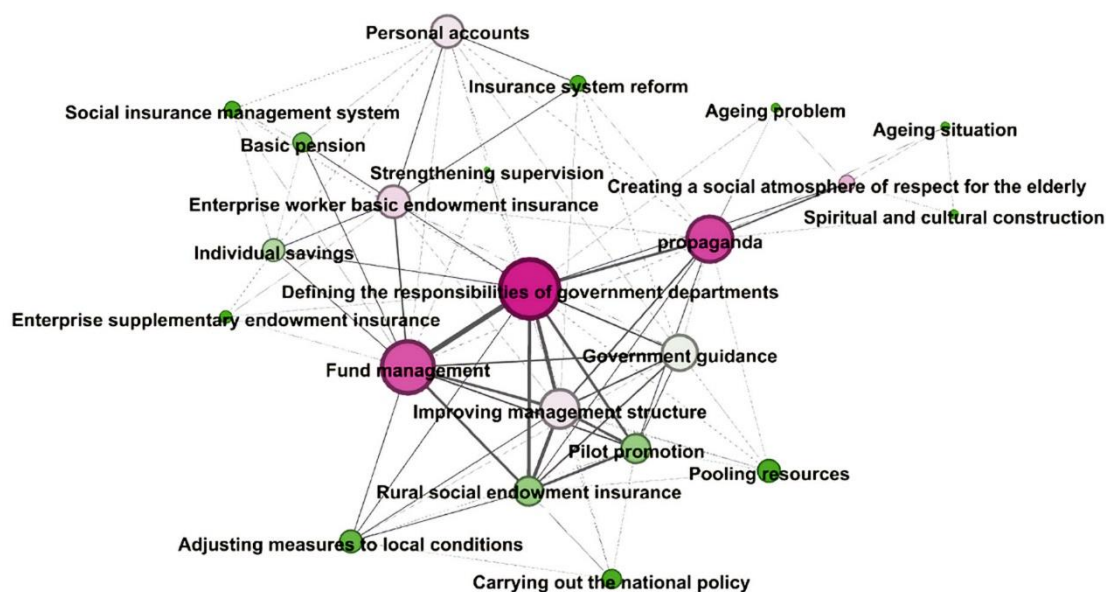 Personal accounts
Insurance system reform
Social insurance management system
Ageing problem
Ageing situation
Basic pension
Strengthening supervision
Creating a social atmosphere of respect for the elderly
Enterprise worker basic endowment insurance
Spiritual and cultural construction
propaganda
Individual savings
Defining the responsibilities of government departments
Enterprise supplementary endowment insurance
Government guidance
Fund management
Improving management structure
Pilot promotion
Pooling resources
Rural social endowment insurance
Adjusting measures to local conditions
Carrying out the national policy